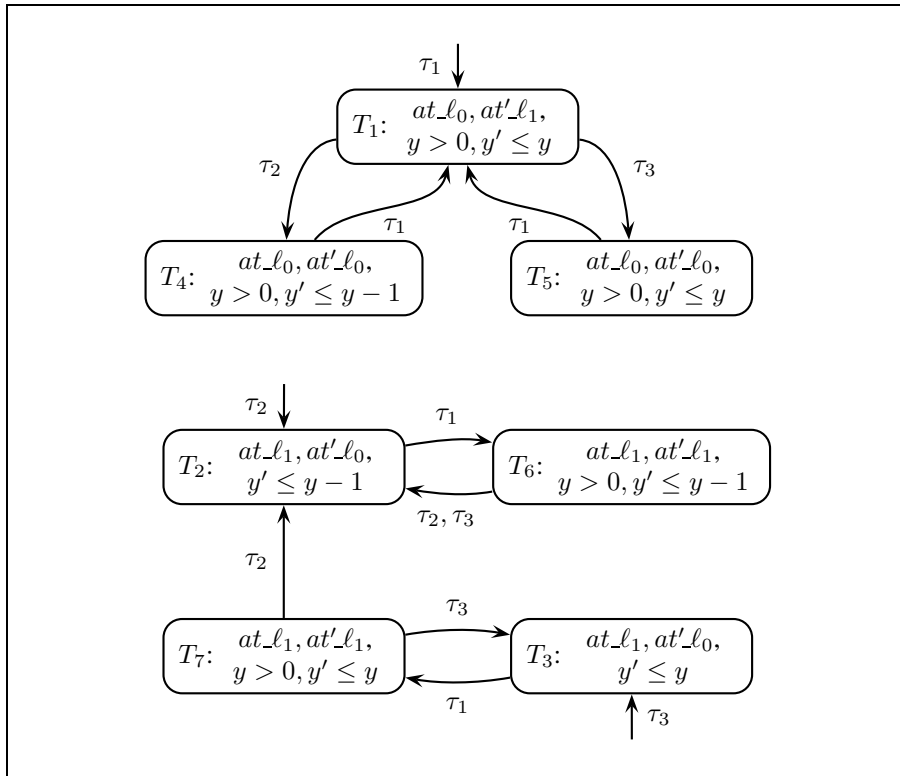 τ1
T1: at_ℓ0, at′_ℓ1,
y > 0, y′ ≤ y
τ2
τ3
τ1
τ1
T4: at_ℓ0, at′_ℓ0,
y > 0, y′ ≤ y − 1
T5: at_ℓ0, at′_ℓ0,
y > 0, y′ ≤ y
τ2
τ1
T2: at_ℓ1, at′_ℓ0,
y′ ≤ y − 1
T6: at_ℓ1, at′_ℓ1,
y > 0, y′ ≤ y − 1
τ2, τ3
τ2
τ3
T7: at_ℓ1, at′_ℓ1,
y > 0, y′ ≤ y
T3: at_ℓ1, at′_ℓ0,
y′ ≤ y
τ1
τ3